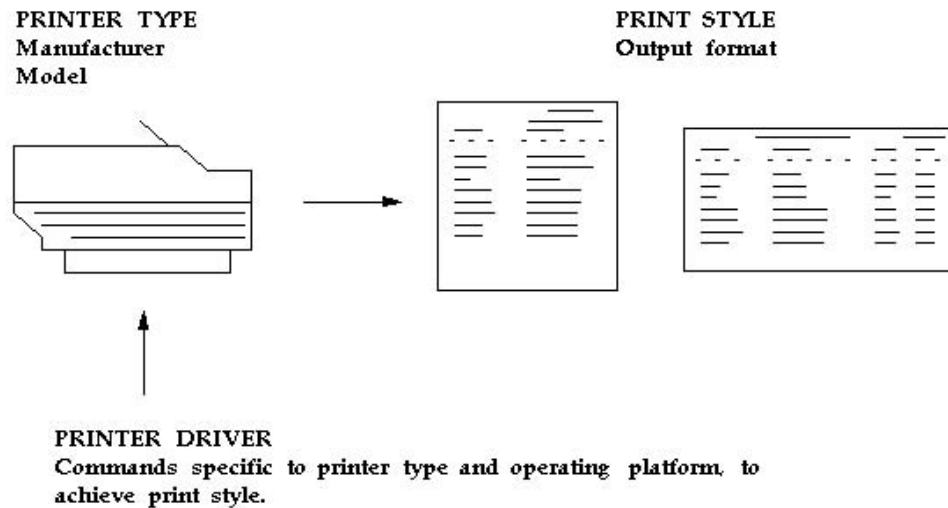 PRINTER TYPE
Manufacturer
Model
PRINT STYLE
Output format
PRINTER DRIVER
Commands specific to printer type and operating platform, to
achieve print style.